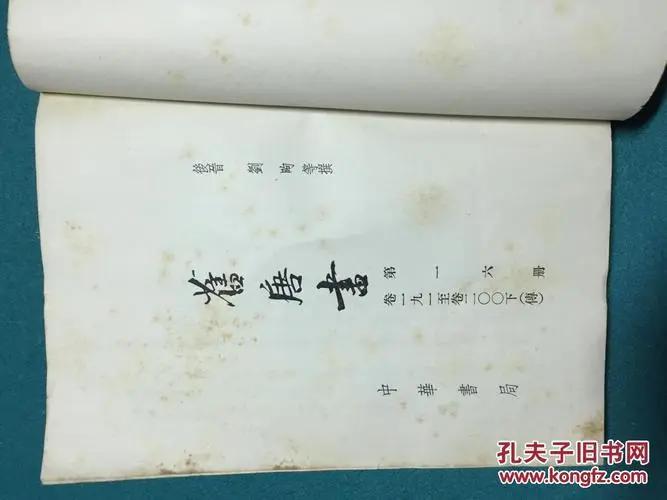 後晉 劉昫等撰
舊唐書
第一六册
卷一九一至卷二〇〇下(傳)
中華書局
孔夫子旧书网
www.kongfz.com